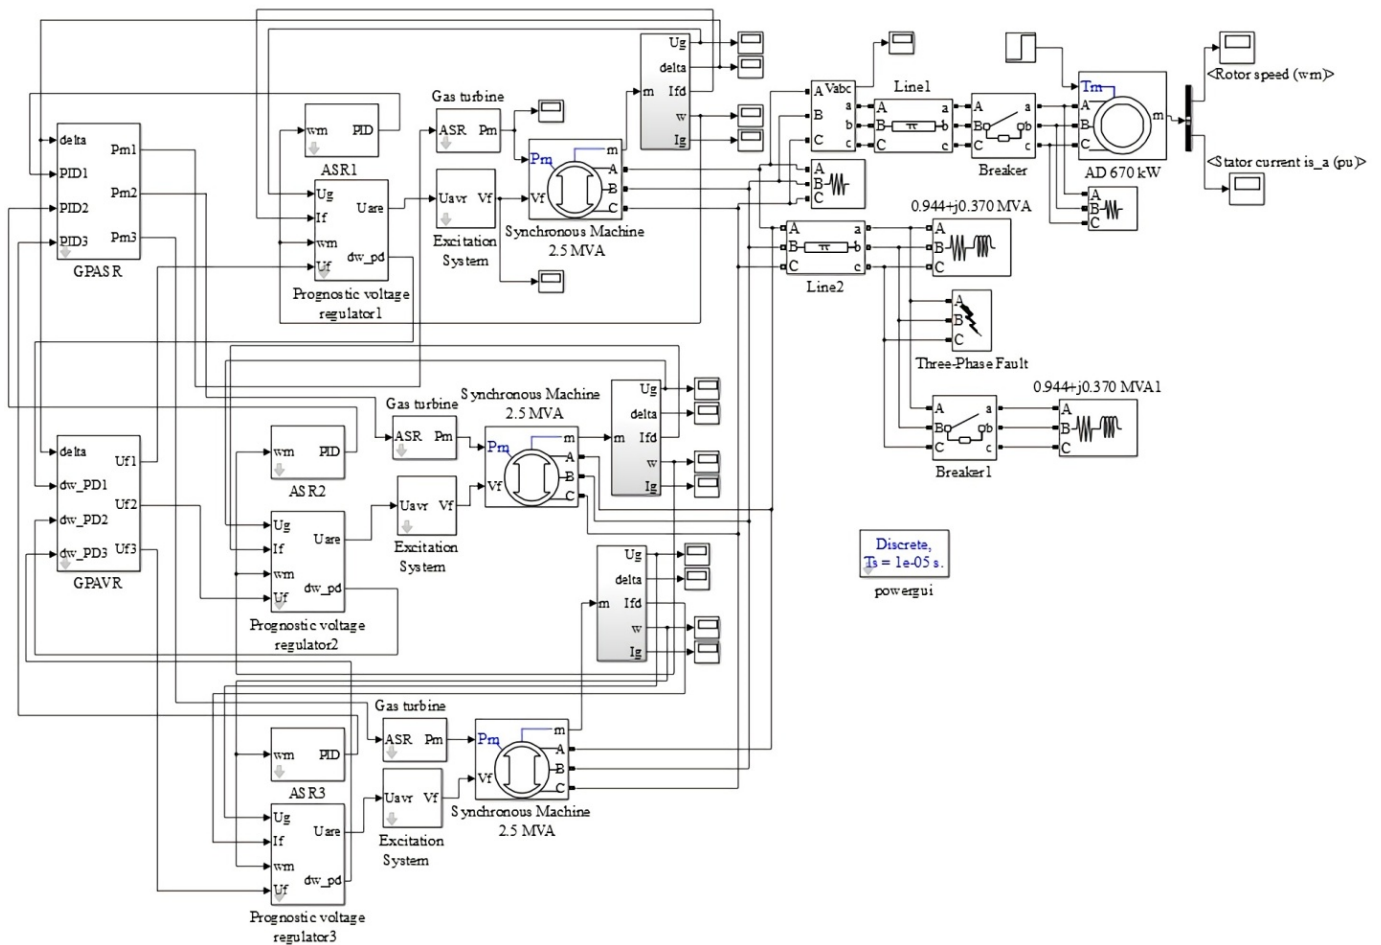 delta
PID1
PID2
PID3
Pm1
Pm2
Pm3
GPASR
wm
PID
ASR1
Ug
If
wm
Uf
Uare
dw_pd
Prognostic voltage
regulator1
Gas turbine
ASR
Pm
Uavr
Vf
Excitation
System
Pm
Vf
m
A
B
C
Synchronous Machine
2.5 MVA
m
Ug
delta
Ifd
w
Ig
A
B
C
Vabc
a
b
c
A
B
C
Line1
A
B
C
a
b
c
A
B
C
a
b
c
Breaker
Tm
A
B
C
m
AD 670 kW
A
B
C
<Rotor speed (wm)>
<Stator current is_a (pu)>
A
B
C
a
b
c
Line2
0.944+j0.370 MVA
A
B
C
A
B
C
Three-Phase Fault
A
B
C
a
b
c
Breaker1
0.944+j0.370 MVA1
A
B
C
Discrete,
Ts = 1e-05 s.
powergui
delta
dw_PD1
dw_PD2
dw_PD3
Uf1
Uf2
Uf3
GPAVR
wm
PID
ASR2
Ug
If
wm
Uf
Uare
dw_pd
Prognostic voltage
regulator2
Gas turbine
ASR
Pm
Uavr
Vf
Excitation
System
Synchronous Machine
2.5 MVA
Pm
Vf
m
A
B
C
m
Ug
delta
Ifd
w
Ig
m
Ug
delta
Ifd
w
Ig
wm
PID
ASR3
Ug
If
wm
Uf
Uare
dw_pd
Prognostic voltage
regulator3
Gas turbine
ASR
Pm
Uavr
Vf
Excitation
System
Pm
Vf
m
A
B
C
Synchronous Machine
2.5 MVA